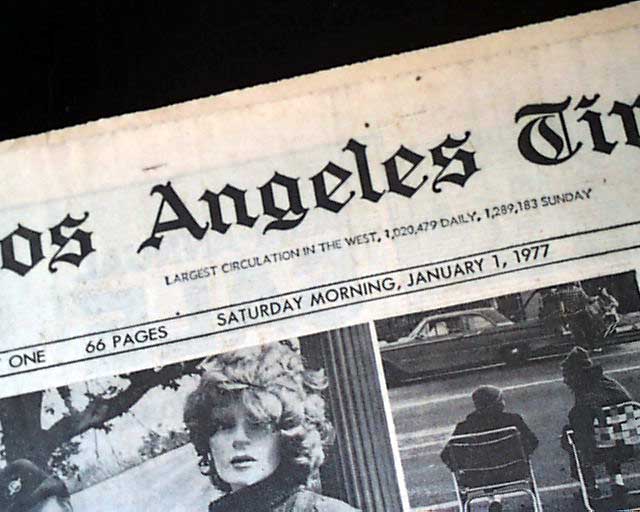 os Angeles Tim
LARGEST CIRCULATION IN THE WEST, 1,020,479 DAILY, 1,289,183 SUNDAY
ONE 66 PAGES SATURDAY MORNING, JANUARY 1, 1977